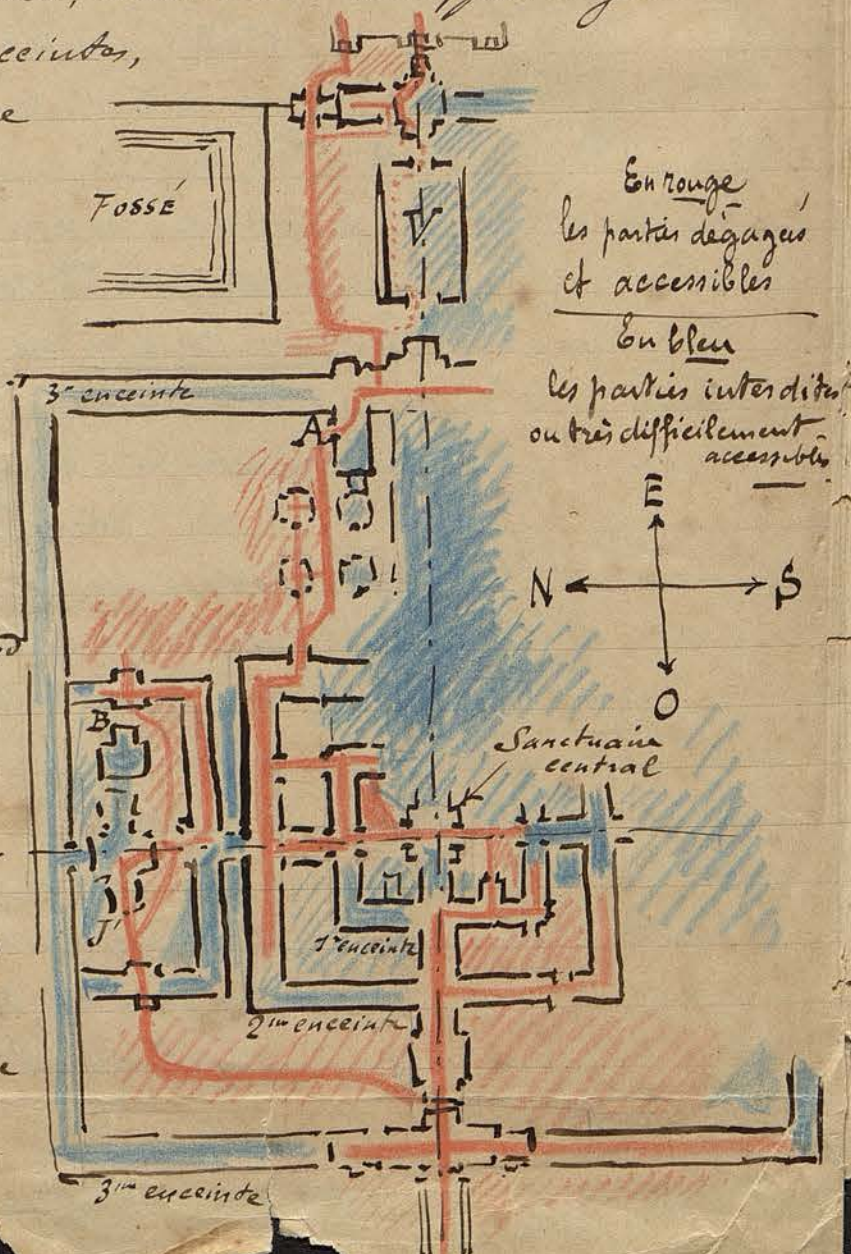 ceintes,
e
FOSSÉ
En rouge
les parties dégagées
et accessibles
En bleu
les parties interdites
ou très difficilement
accessibles
V
3e enceinte
A
E
N
S
O
B
Sanctuaire
central
J'
1re enceinte
2me enceinte
e
3me enceinte